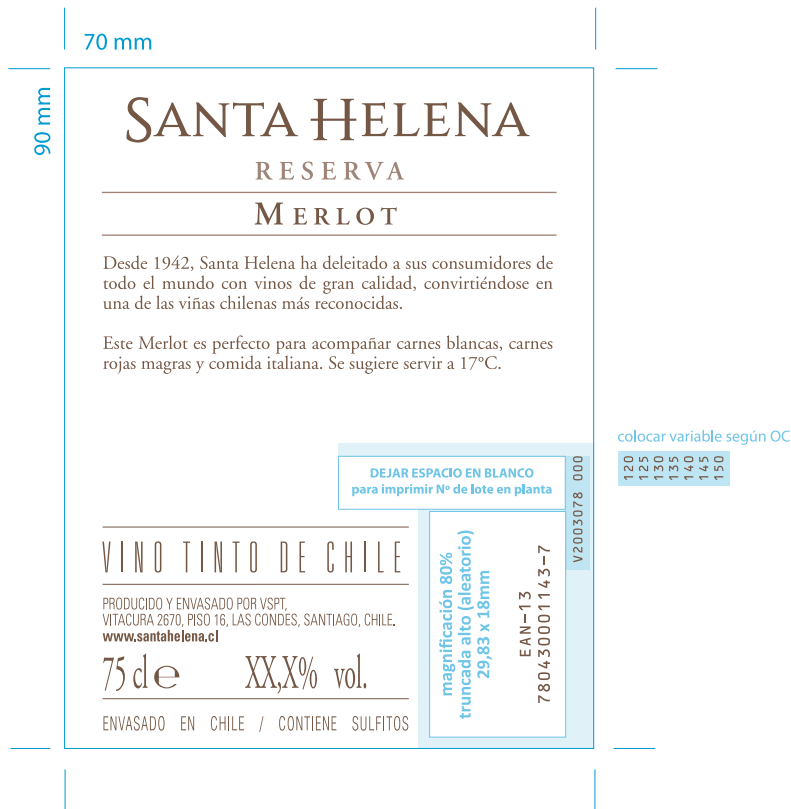 70 mm
90 mm
SANTA HELENA
RESERVA
MERLOT
Desde 1942, Santa Helena ha deleitado a sus consumidores de
todo el mundo con vinos de gran calidad, convirtiéndose en
una de las viñas chilenas más reconocidas.
Este Merlot es perfecto para acompañar carnes blancas, carnes
rojas magras y comida italiana. Se sugiere servir a 17°C.
colocar variable según OC
120
125
130
135
140
145
150
DEJAR ESPACIO EN BLANCO
para imprimir Nº de lote en planta
V2003078 000
VINO TINTO DE CHILE
PRODUCIDO Y ENVASADO POR VSPT,
VITACURA 2670, PISO 16, LAS CONDES, SANTIAGO, CHILE.
www.santahelena.cl
75 cl e XX,X% vol.
ENVASADO EN CHILE / CONTIENE SULFITOS
magnificación 80%
truncada alto (aleatorio)
29,83 x 18mm
EAN-13
780430001143-7